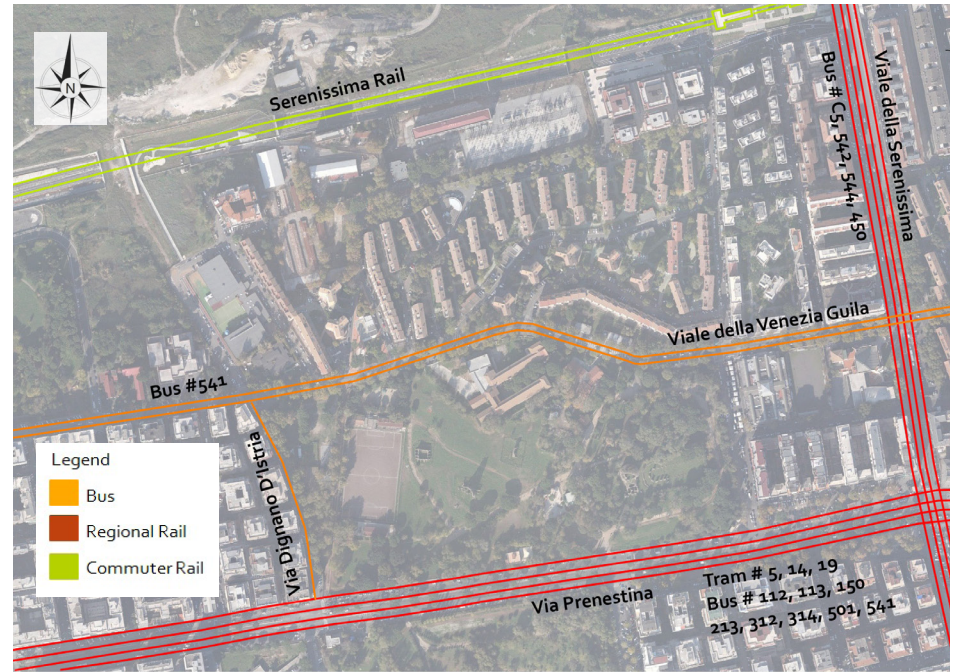 N
Serenissima Rail
Bus # C5, 542, 544, 450
Viale della Serenissima
Viale della Venezia Guila
Bus #541
Via Dignano D'Istria
Legend
Bus
Regional Rail
Commuter Rail
Via Prenestina
Tram # 5, 14, 19
Bus # 112, 113, 150
213, 312, 314, 501, 541